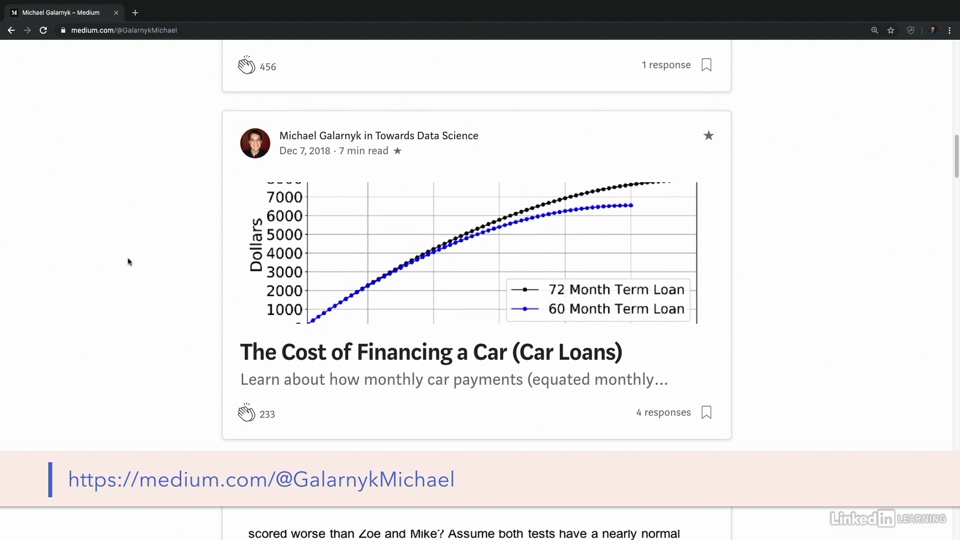 Michael Galarnyk – Medium
medium.com/@GalarnykMichael
456
1 response
Michael Galarnyk in Towards Data Science
Dec 7, 2018 · 7 min read ★
7000
6000
5000
4000
3000
2000
1000
Dollars
72 Month Term Loan
60 Month Term Loan
The Cost of Financing a Car (Car Loans)
Learn about how monthly car payments (equated monthly...
233
4 responses
https://medium.com/@GalarnykMichael
scored worse than Zoe and Mike? Assume both tests have a nearly normal
LinkedIn LEARNING